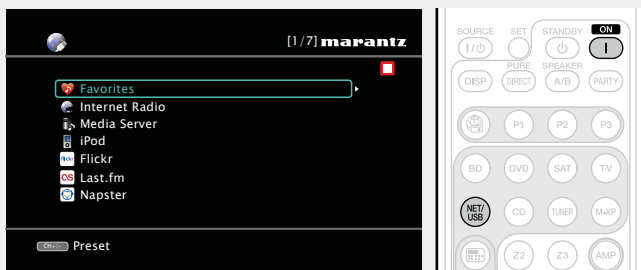 [1/7] marantz
Favorites
Internet Radio
Media Server
iPod
Flickr
Last.fm
Napster
CH+/- Preset
SOURCE SET STANDBY ON
I/⏻ ⏻ I
PURE SPEAKER
DISP DIRECT A/B PARTY
P1 P2 P3
BD DVD SAT TV
NET/
USB CD TUNER M-XP
Z2 Z3 AMP